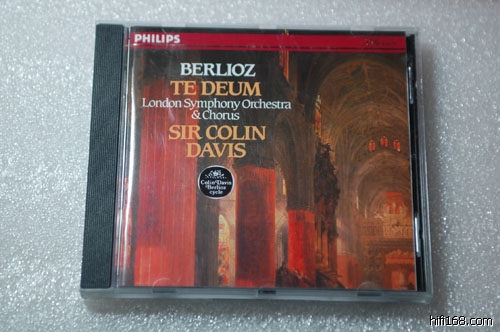 PHILIPS
BERLIOZ
TE DEUM
London Symphony Orchestra
& Chorus
SIR COLIN
DAVIS
Colin Davis
Berlioz
cycle
hifi168.com